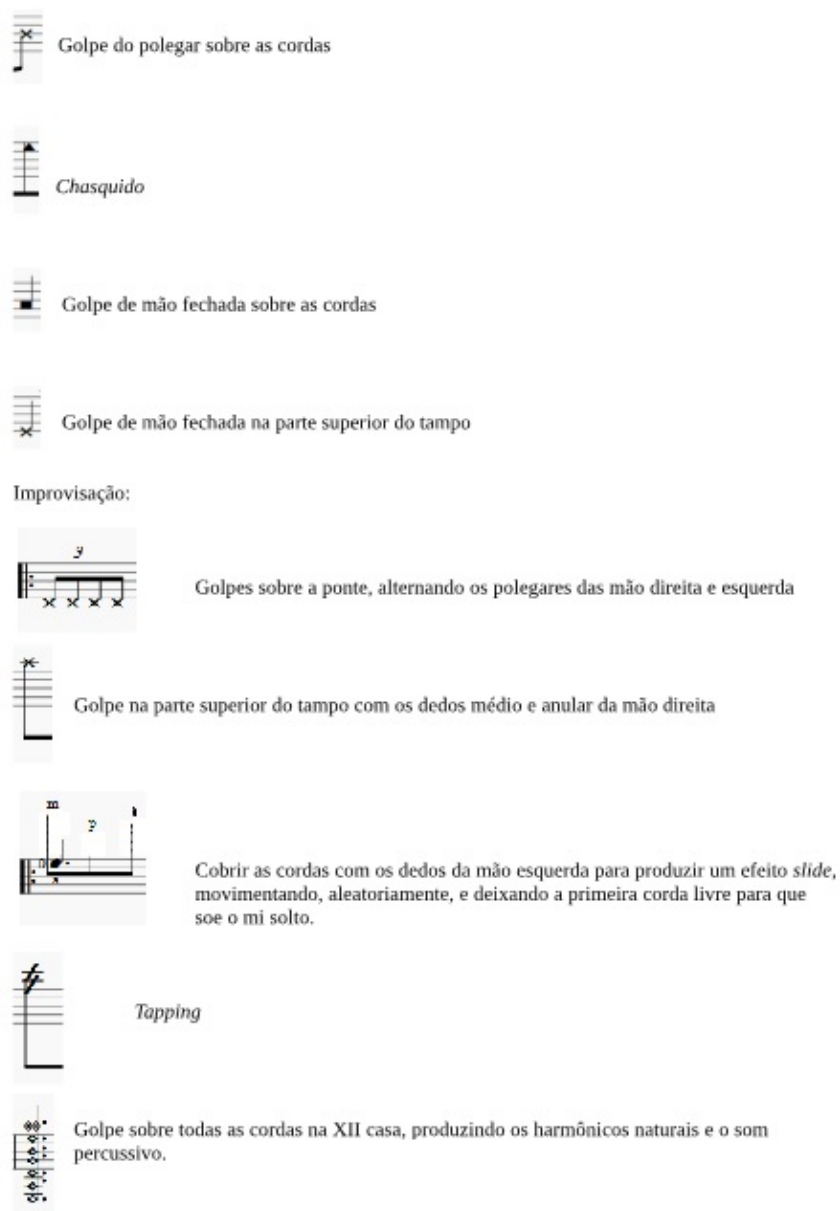 Golpe do polegar sobre as cordas
Chasquido
Golpe de mão fechada sobre as cordas
Golpe de mão fechada na parte superior do tampo
Improvisação:
Golpes sobre a ponte, alternando os polegares das mão direita e esquerda
Golpe na parte superior do tampo com os dedos médio e anular da mão direita
m
p
Cobrir as cordas com os dedos da mão esquerda para produzir um efeito slide,
movimentando, aleatoriamente, e deixando a primeira corda livre para que
soe o mi solto.
Tapping
Golpe sobre todas as cordas na XII casa, produzindo os harmônicos naturais e o som
percussivo.